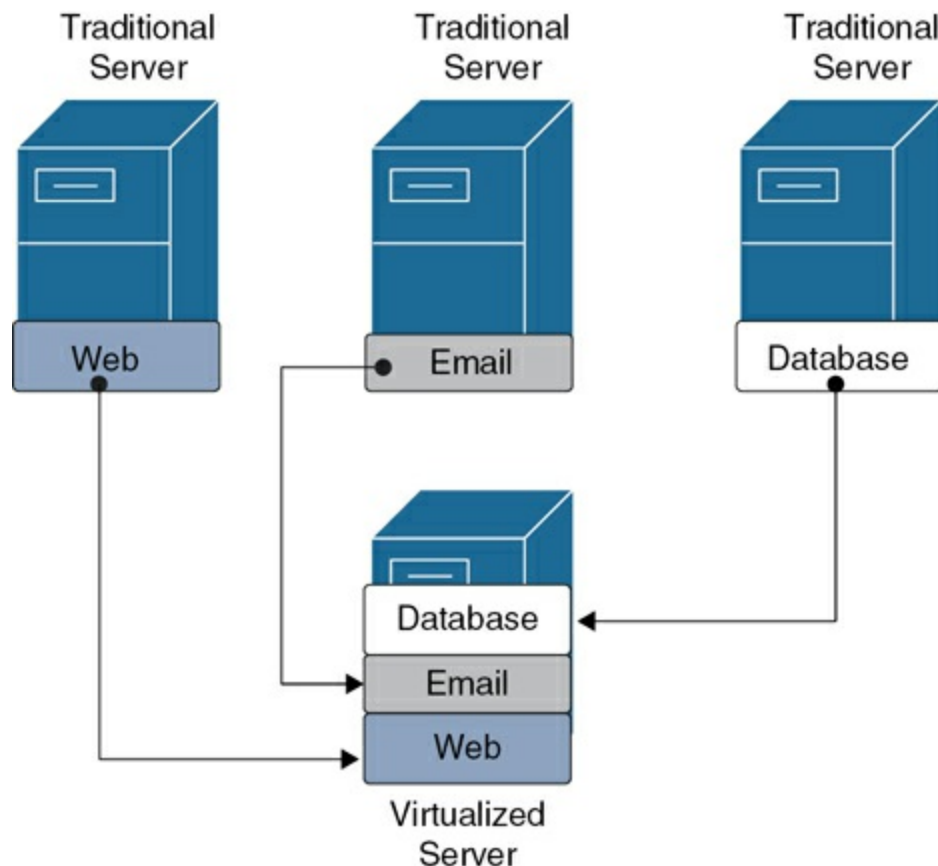 Traditional
Server
Traditional
Server
Traditional
Server
Web
Email
Database
Database
Email
Web
Virtualized
Server